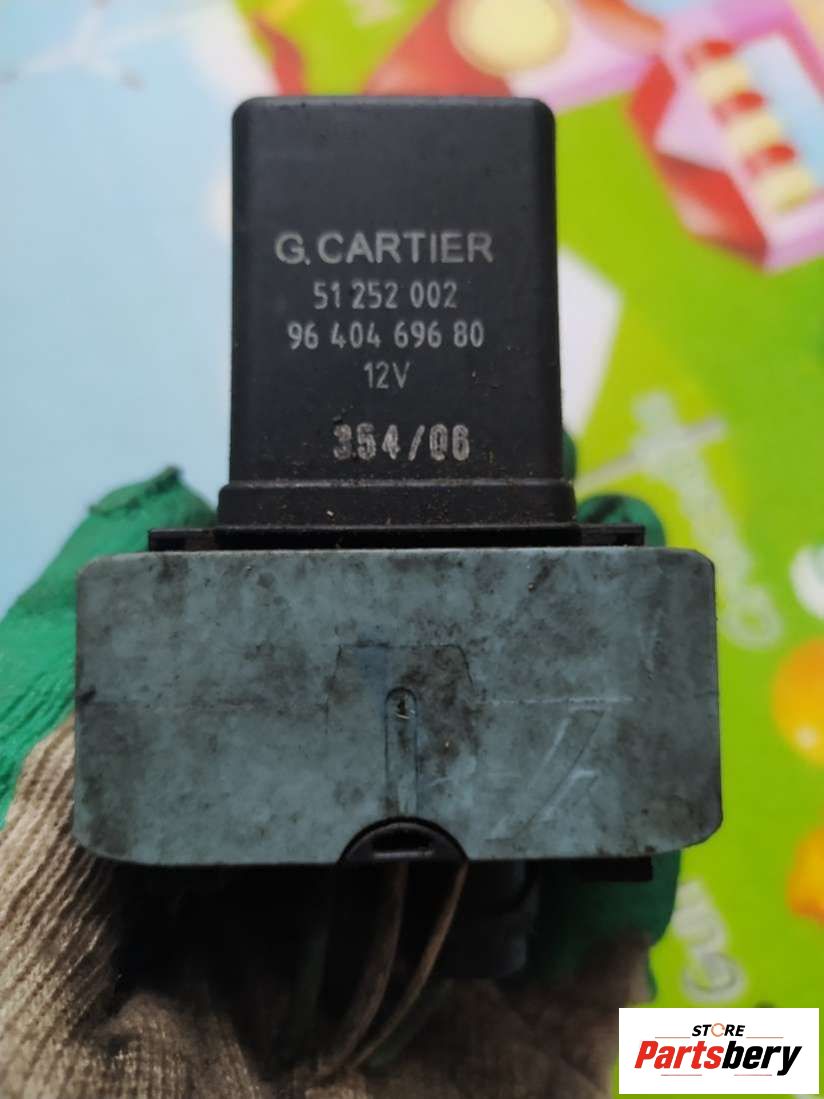 G. CARTIER
51 252 002
96 404 696 80
12V
354/06
STORE
Partsbery